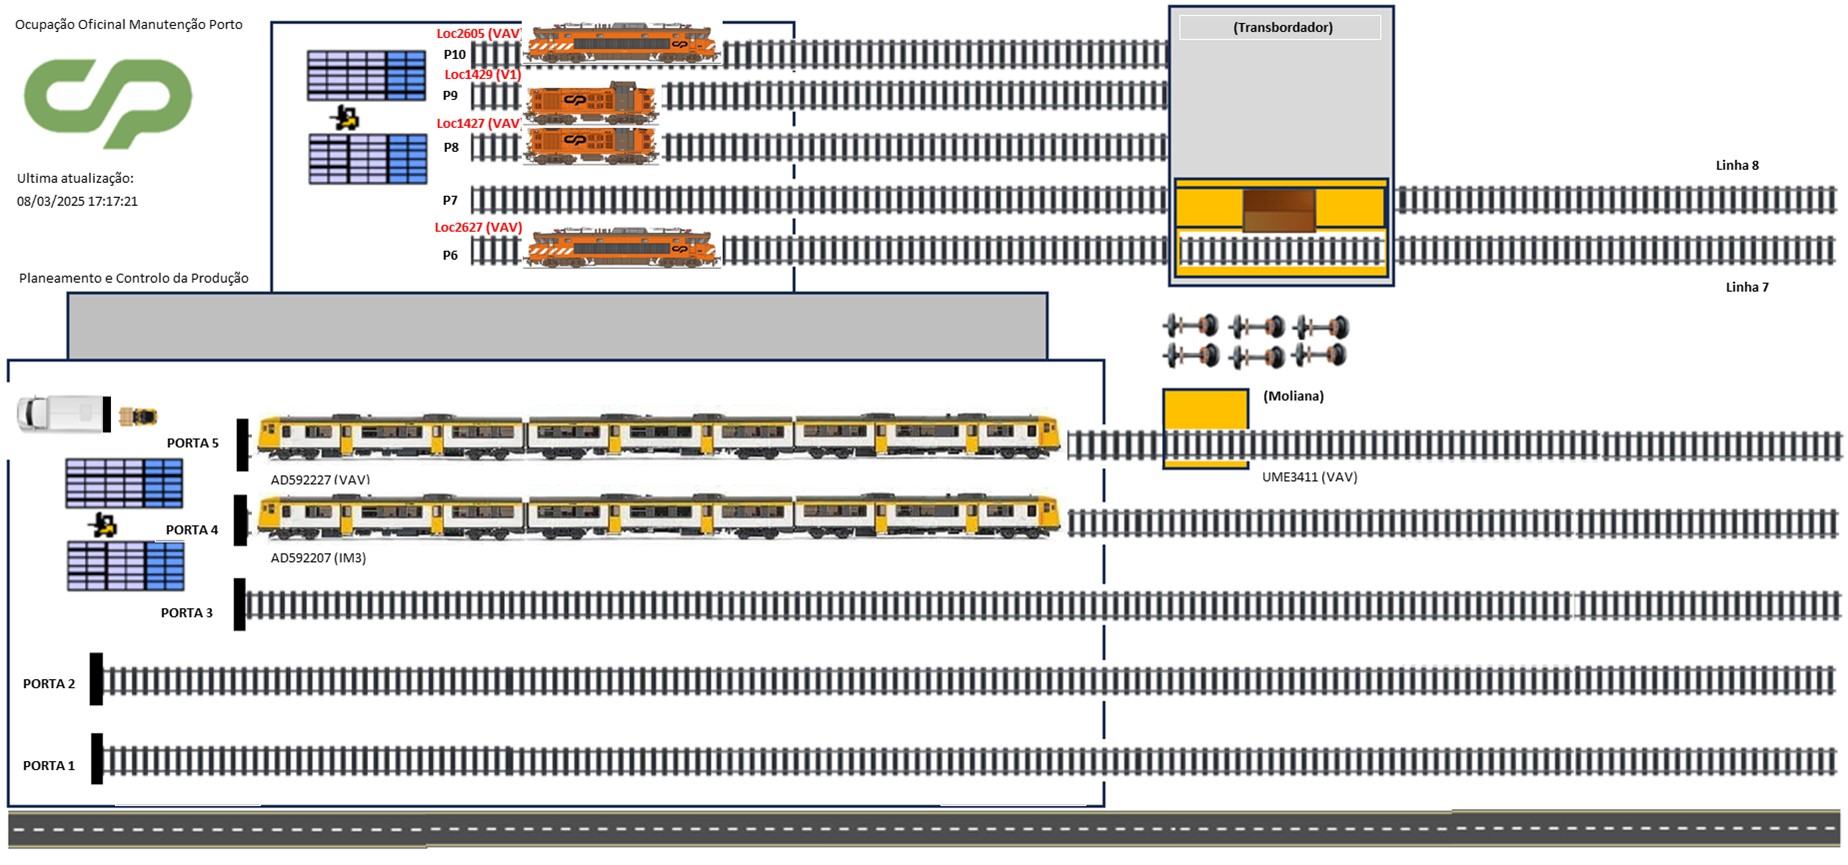 Ocupação Oficinal Manutenção Porto
Ultima atualização:
08/03/2025 17:17:21
Planeamento e Controlo da Produção
Loc2605 (VAV)
P10
Loc1429 (V1)
P9
Loc1427 (VAV)
P8
P7
Loc2627 (VAV)
P6
(Transbordador)
Linha 8
Linha 7
(Moliana)
UME3411 (VAV)
PORTA 5
AD592227 (VAV)
PORTA 4
AD592207 (IM3)
PORTA 3
PORTA 2
PORTA 1